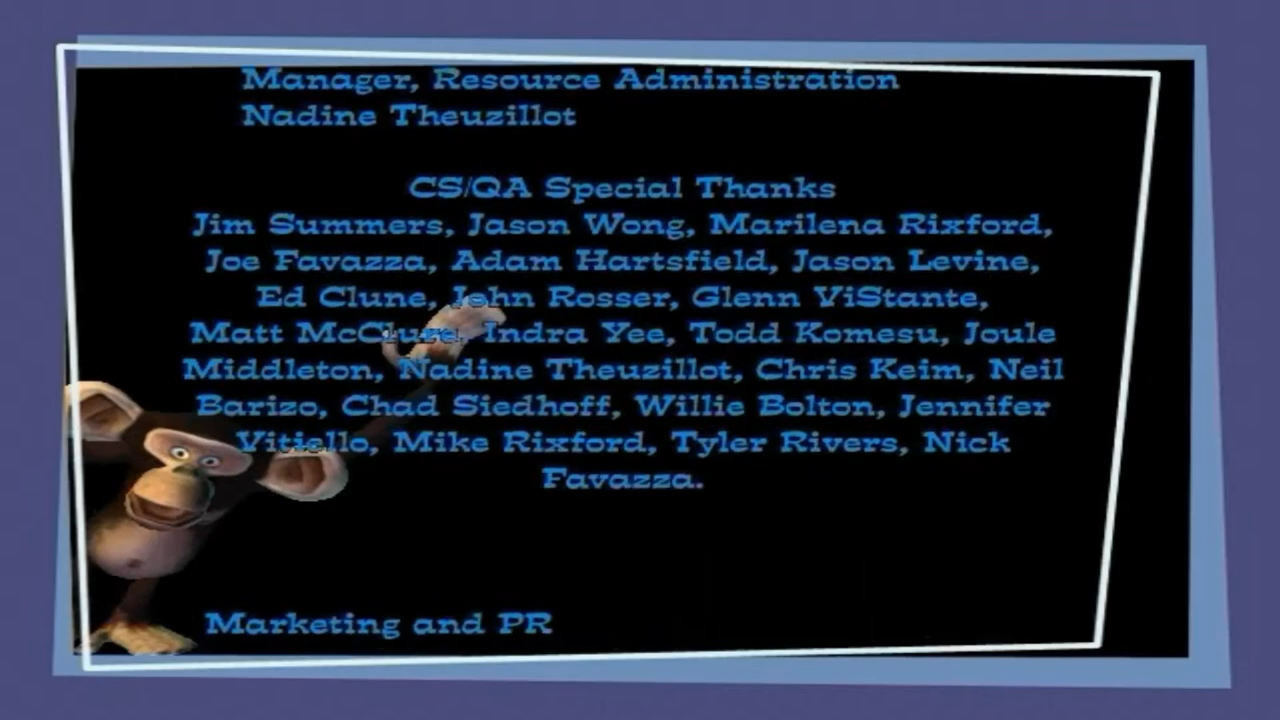 Manager, Resource Administration
Nadine Theuzillot
CS/QA Special Thanks
Jim Summers, Jason Wong, Marilena Rixford,
Joe Favazza, Adam Hartsfield, Jason Levine,
Ed Clune, John Rosser, Glenn ViStante,
Matt McClure, Indra Yee, Todd Komesu, Joule
Middleton, Nadine Theuzillot, Chris Keim, Neil
Barizo, Chad Siedhoff, Willie Bolton, Jennifer
Vitiello, Mike Rixford, Tyler Rivers, Nick
Favazza.
Marketing and PR